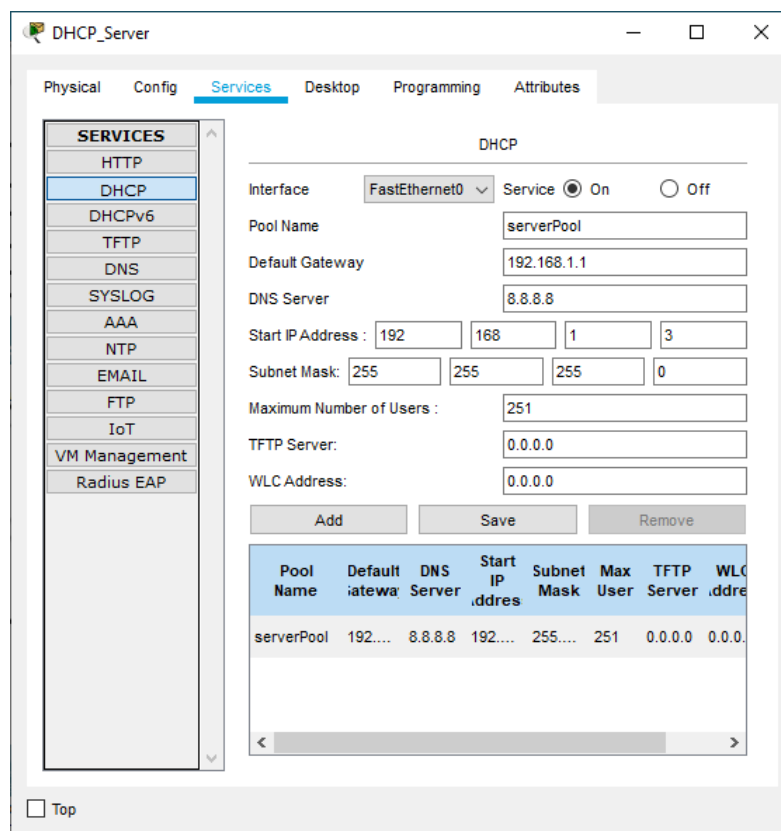 DHCP_Server
Physical Config Services Desktop Programming Attributes
SERVICES
HTTP
DHCP
DHCPv6
TFTP
DNS
SYSLOG
AAA
NTP
EMAIL
FTP
IoT
VM Management
Radius EAP
DHCP
Interface FastEthernet0 Service On Off
Pool Name serverPool
Default Gateway 192.168.1.1
DNS Server 8.8.8.8
Start IP Address : 192 168 1 3
Subnet Mask: 255 255 255 0
Maximum Number of Users : 251
TFTP Server: 0.0.0.0
WLC Address: 0.0.0.0
Add Save Remove
Pool Name Default Gateway DNS Server Start IP Addres Subnet Mask Max User TFTP Server WLC Addre
serverPool 192.... 8.8.8.8 192.... 255.... 251 0.0.0.0 0.0.0.
Top